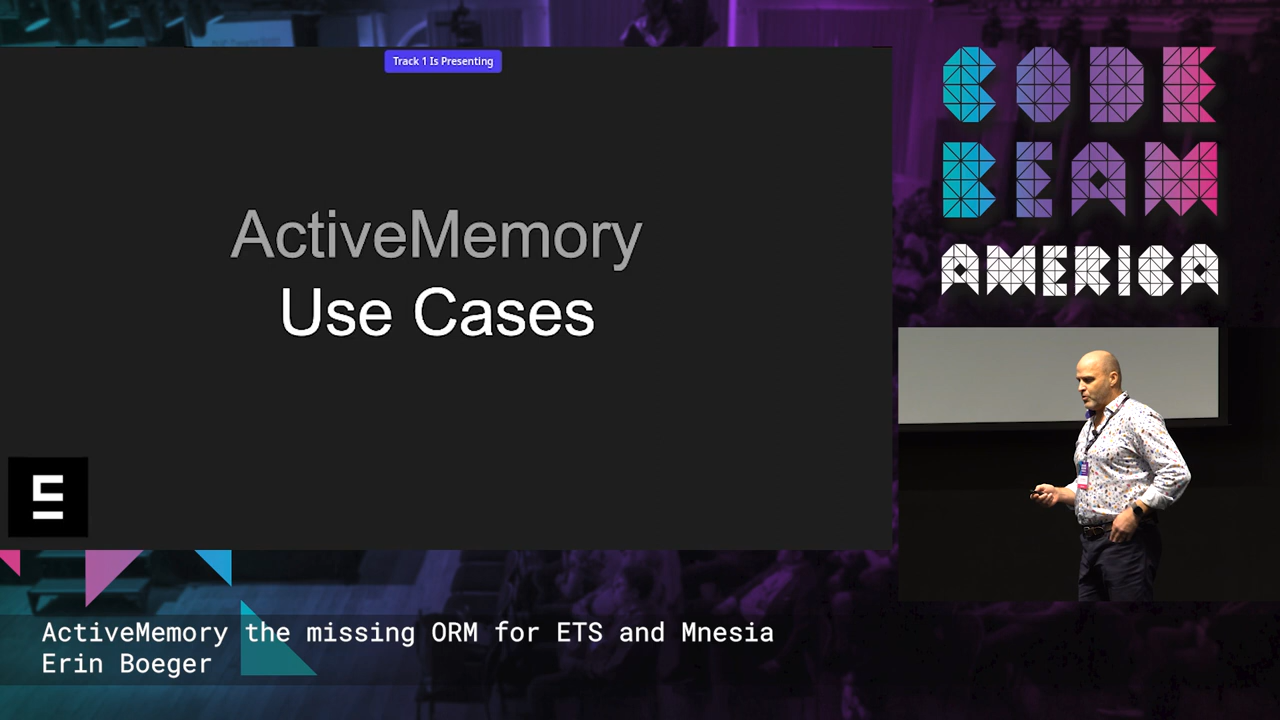 Track 1 Is Presenting
ActiveMemory
Use Cases
CODE
BEAM
AMERICA
ActiveMemory the missing ORM for ETS and Mnesia
Erin Boeger